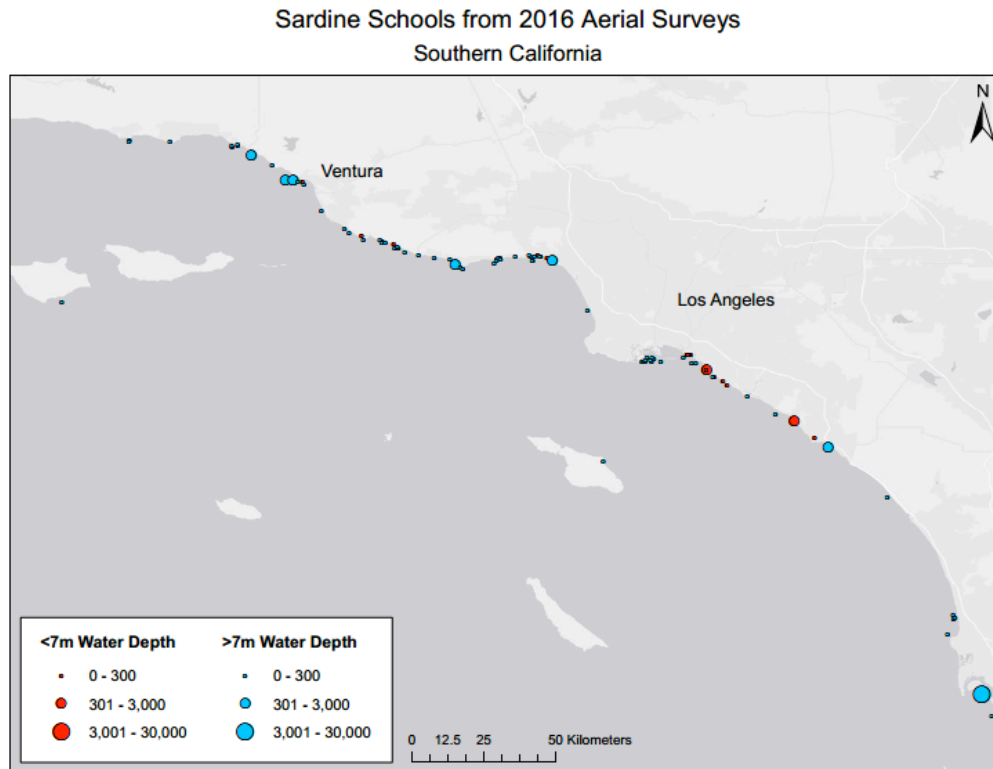 Sardine Schools from 2016 Aerial Surveys
Southern California
N
Ventura
Los Angeles
<7m Water Depth >7m Water Depth
0 - 300 0 - 300
301 - 3,000 301 - 3,000
3,001 - 30,000 3,001 - 30,000
0 12.5 25 50 Kilometers